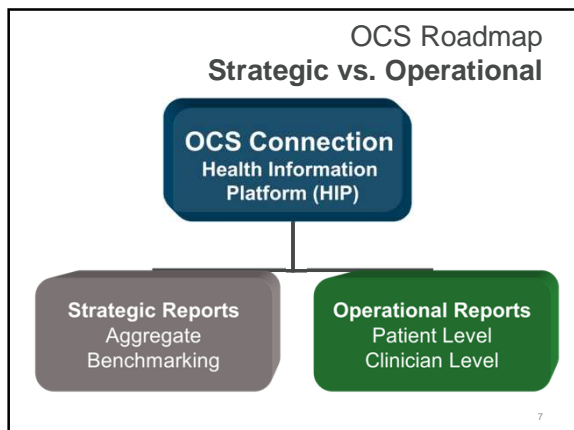 OCS Roadmap
Strategic vs. Operational
OCS Connection
Health Information
Platform (HIP)
Strategic Reports
Aggregate
Benchmarking
Operational Reports
Patient Level
Clinician Level
7